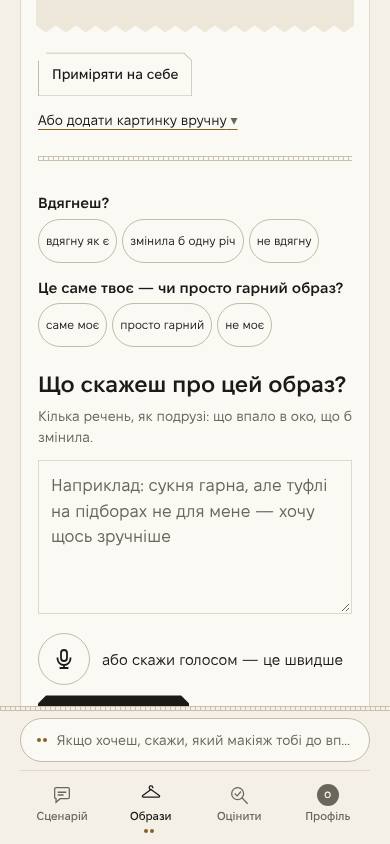 Приміряти на себе
Або додати картинку вручну ▾
Вдягнеш?
вдягну як є
змінила б одну річ
не вдягну
Це саме твоє — чи просто гарний образ?
саме моє
просто гарний
не моє
Що скажеш про цей образ?
Кілька речень, як подрузі: що впало в око, що б
змінила.
Наприклад: сукня гарна, але туфлі
на підборах не для мене — хочу
щось зручніше
або скажи голосом — це швидше
Якщо хочеш, скажи, який макіяж тобі до вп...
Сценарій
Образи
Оцінити
О
Профіль